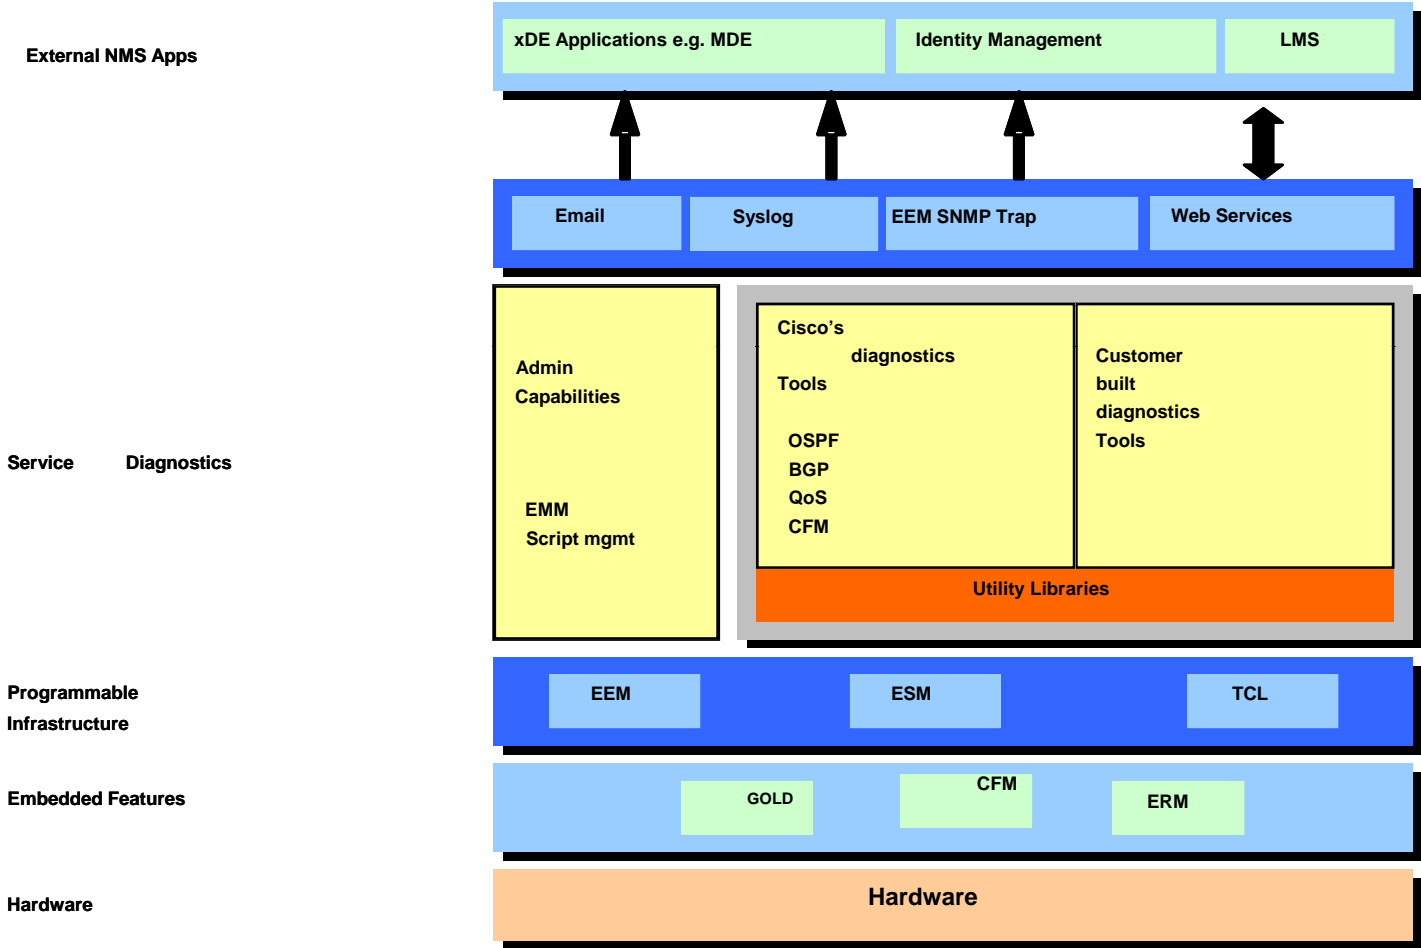 External NMS Apps
xDE Applications e.g. MDE
Identity Management
LMS
Email
Syslog
EEM SNMP Trap
Web Services
Service Diagnostics
Admin
Capabilities
EMM
Script mgmt
Cisco’s
diagnostics
Tools
OSPF
BGP
QoS
CFM
Customer
built
diagnostics
Tools
Utility Libraries
Programmable
Infrastructure
EEM
ESM
TCL
Embedded Features
GOLD
CFM
ERM
Hardware
Hardware